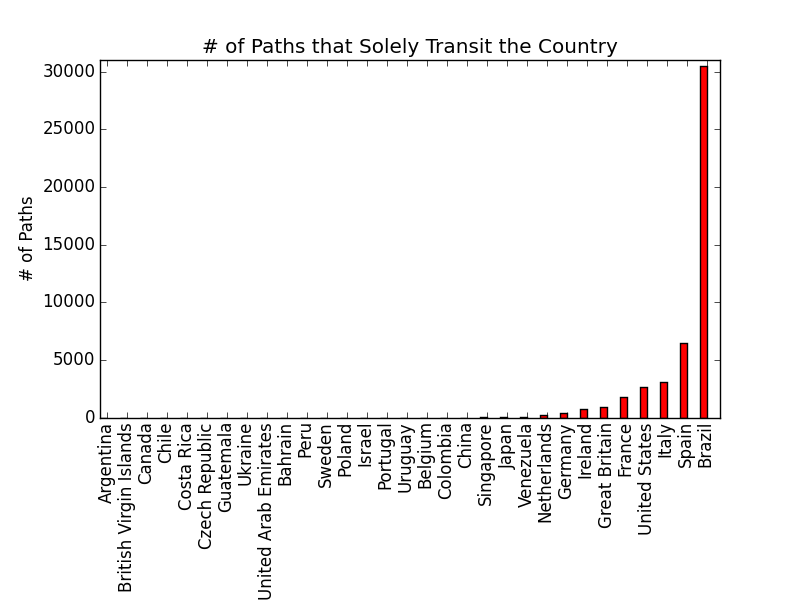 # of Paths that Solely Transit the Country
30000
25000
20000
15000
10000
5000
0
# of Paths
Argentina
British Virgin Islands
Canada
Chile
Costa Rica
Czech Republic
Guatemala
Ukraine
United Arab Emirates
Bahrain
Peru
Sweden
Poland
Israel
Portugal
Uruguay
Belgium
Colombia
China
Singapore
Japan
Venezuela
Netherlands
Germany
Ireland
Great Britain
France
United States
Italy
Spain
Brazil